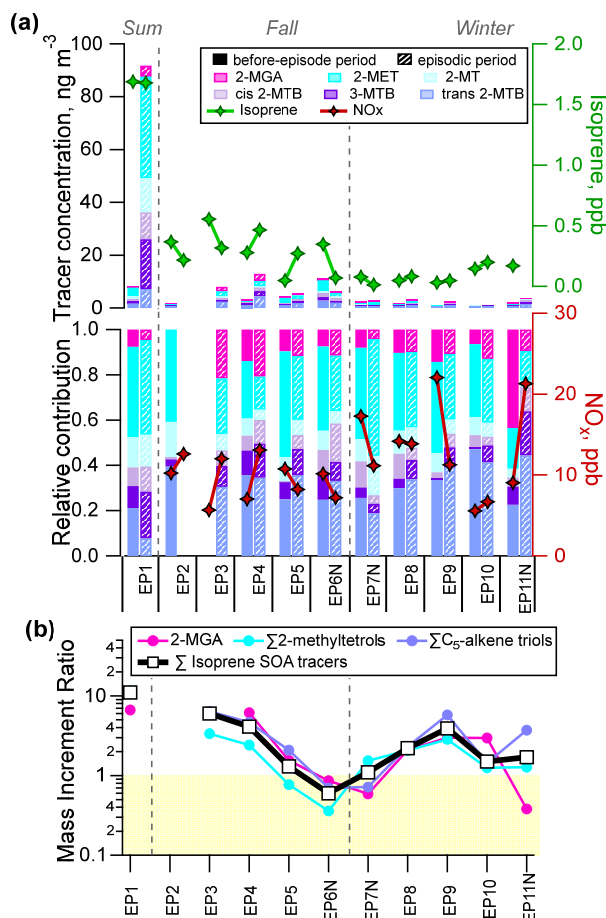 Sum Fall Winter
(a)
Tracer concentration, ng m⁻³
100
80
60
40
20
0
before-episode period episodic period
2-MGA 2-MET 2-MT
cis 2-MTB 3-MTB trans 2-MTB
Isoprene NOx
2.0
1.5
1.0
0.5
0.0
Isoprene, ppb
Relative contribution
1.0
0.8
0.6
0.4
0.2
0.0
30
20
10
0
NOₓ, ppb
EP1 EP2 EP3 EP4 EP5 EP6N EP7N EP8 EP9 EP10 EP11N
(b)
2-MGA ∑2-methyltetrols ∑C₅-alkene triols
∑ Isoprene SOA tracers
Mass Increment Ratio
4
2
10
4
2
1
4
2
0.1
EP1 EP2 EP3 EP4 EP5 EP6N EP7N EP8 EP9 EP10 EP11N